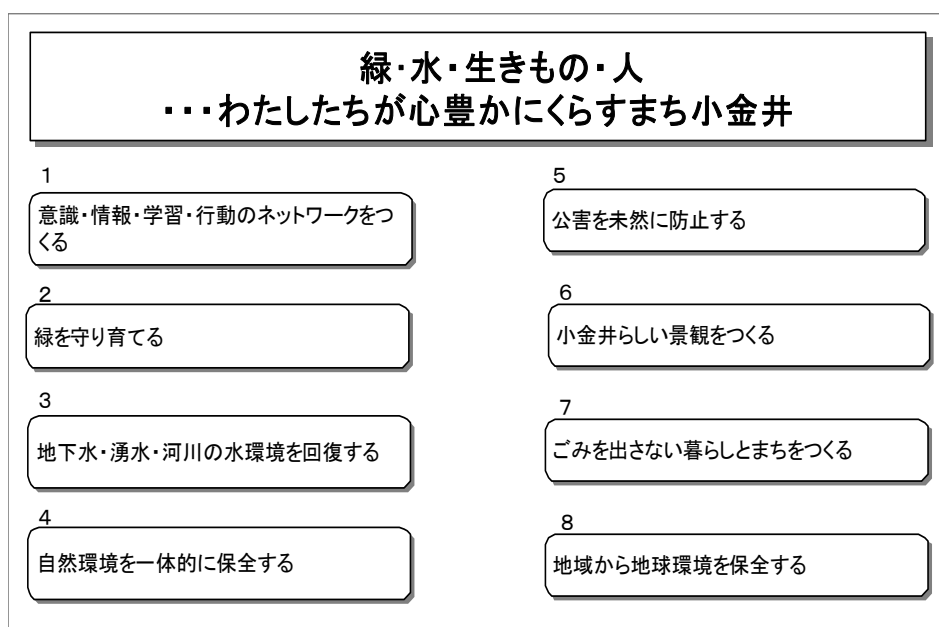 緑・水・生きもの・人
・・・わたしたちが心豊かにくらすまち小金井
1
意識・情報・学習・行動のネットワークをつ
くる
2
緑を守り育てる
3
地下水・湧水・河川の水環境を回復する
4
自然環境を一体的に保全する
5
公害を未然に防止する
6
小金井らしい景観をつくる
7
ごみを出さない暮らしとまちをつくる
8
地域から地球環境を保全する